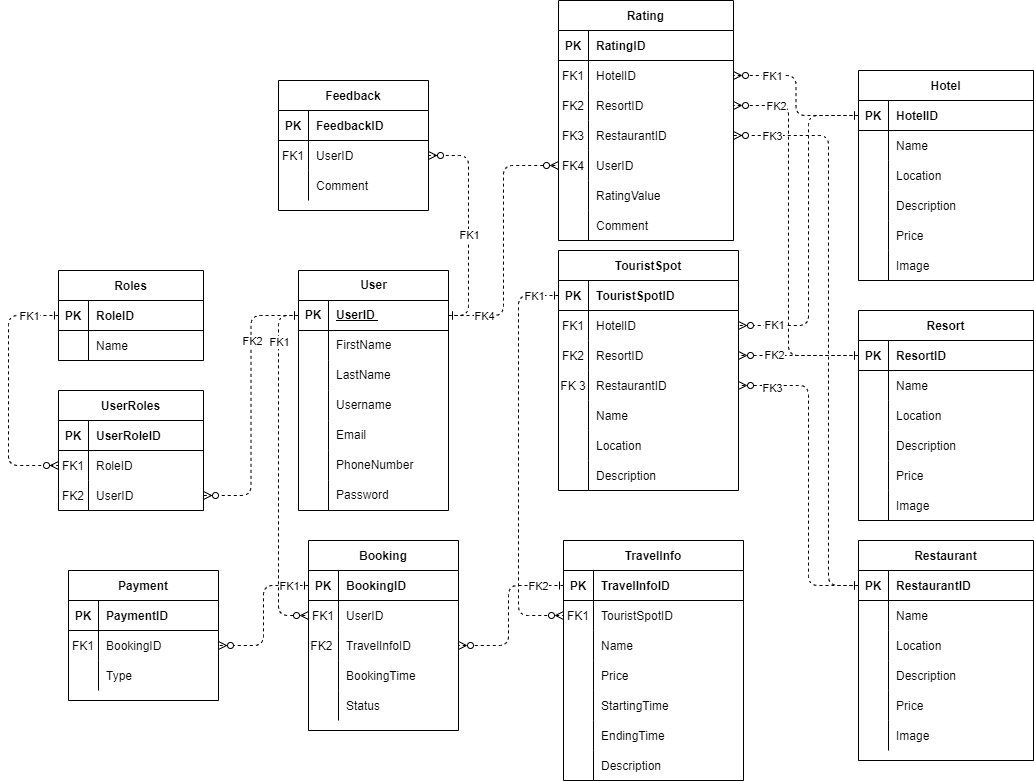 Rating
PK RatingID
FK1 HotelID
FK2 ResortID
FK3 RestaurantID
FK4 UserID
RatingValue
Comment
FK1
FK2
FK3
Hotel
PK HotelID
Name
Location
Description
Price
Image
Feedback
PK FeedbackID
FK1 UserID
Comment
FK1
FK4
TouristSpot
PK TouristSpotID
FK1 HotelID
FK2 ResortID
FK 3 RestaurantID
Name
Location
Description
FK1
FK1
FK2
FK3
Roles
PK RoleID
Name
FK1
User
PK UserID
FirstName
LastName
Username
Email
PhoneNumber
Password
FK2
FK1
Resort
PK ResortID
Name
Location
Description
Price
Image
UserRoles
PK UserRoleID
FK1 RoleID
FK2 UserID
Payment
PK PaymentID
FK1 BookingID
Type
FK1
Booking
PK BookingID
FK1 UserID
FK2 TravelInfoID
BookingTime
Status
FK2
TravelInfo
PK TravelInfoID
FK1 TouristSpotID
Name
Price
StartingTime
EndingTime
Description
Restaurant
PK RestaurantID
Name
Location
Description
Price
Image